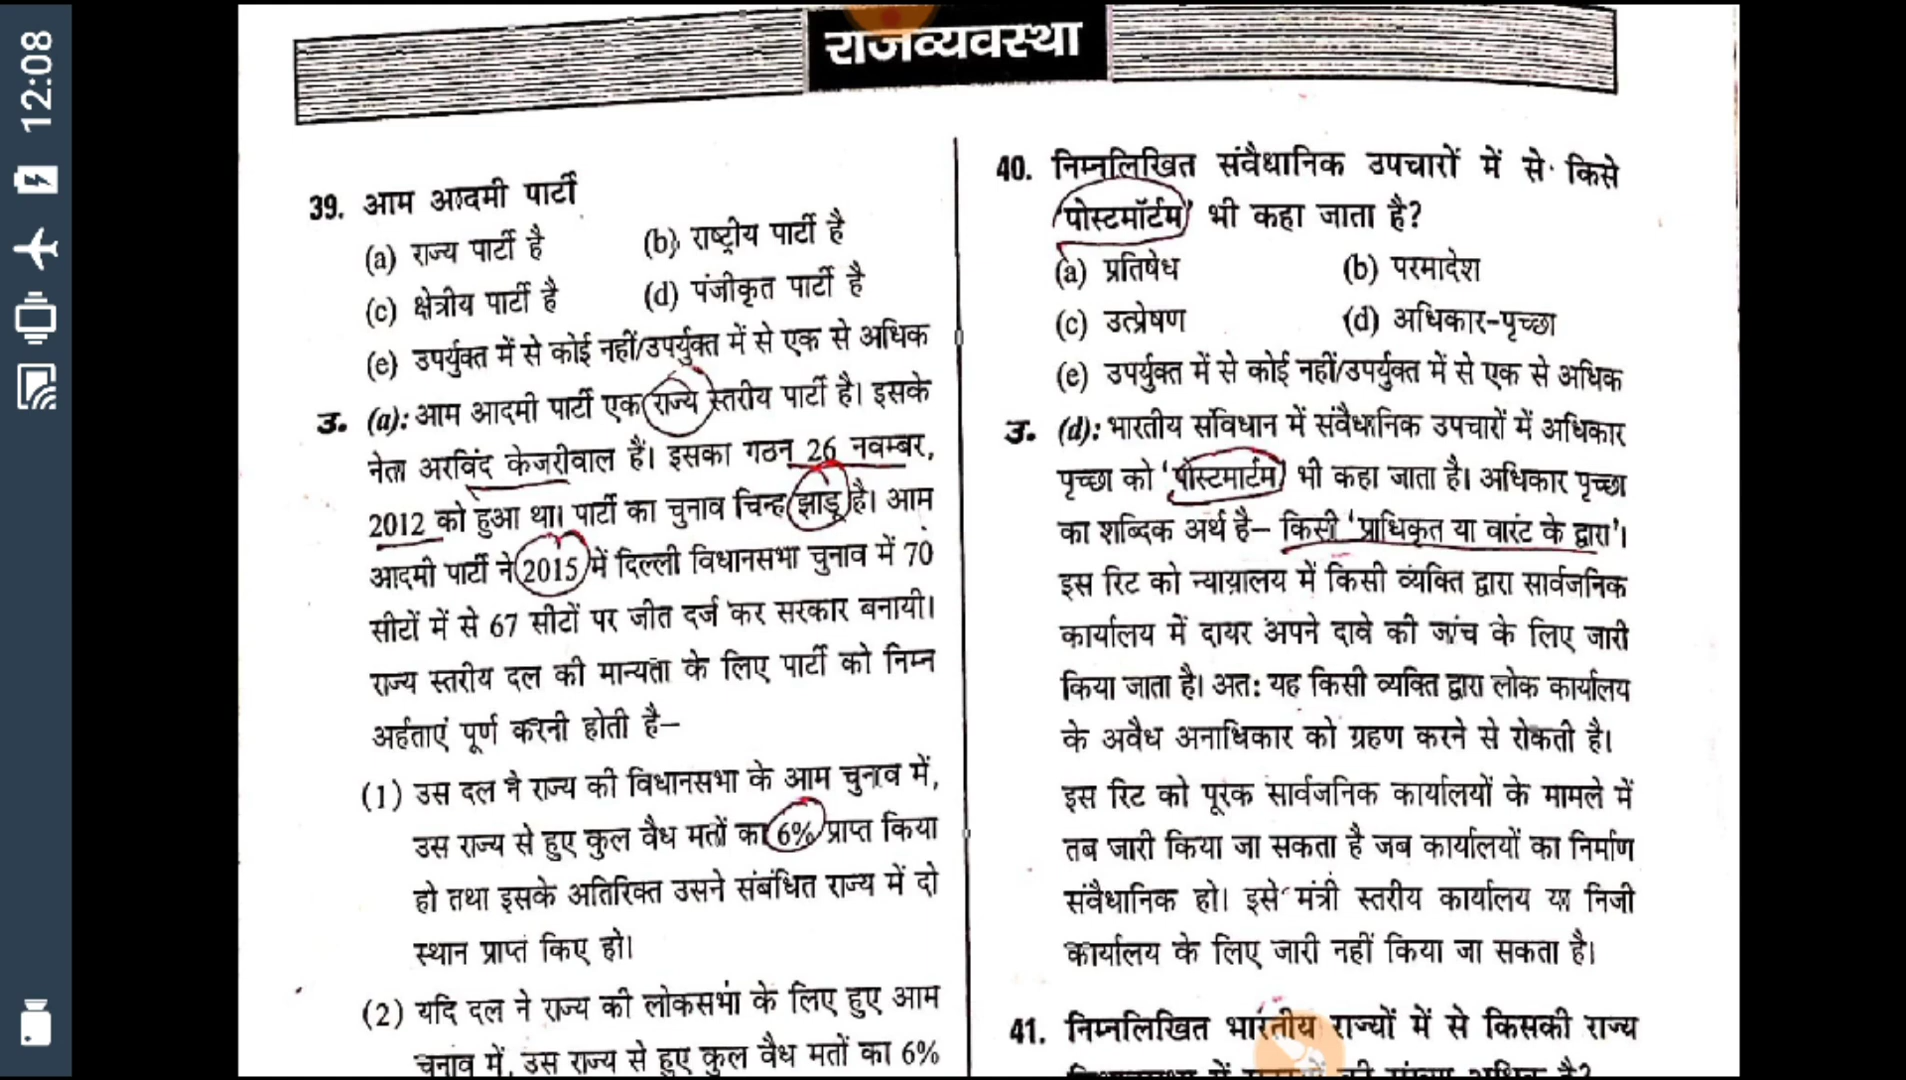 12:08
राजव्यवस्था
39. आम आदमी पार्टी
(a) राज्य पार्टी है
(b) राष्ट्रीय पार्टी है
(c) क्षेत्रीय पार्टी है
(d) पंजीकृत पार्टी है
(e) उपर्युक्त में से कोई नहीं/उपर्युक्त में से एक से अधिक
उ. (a): आम आदमी पार्टी एक राज्य स्तरीय पार्टी है। इसके
नेता अरविंद केजरीवाल हैं। इसका गठन 26 नवम्बर,
2012 को हुआ था। पार्टी का चुनाव चिन्ह झाडू है। आम
आदमी पार्टी ने 2015 में दिल्ली विधानसभा चुनाव में 70
सीटों में से 67 सीटों पर जीत दर्ज कर सरकार बनायी।
राज्य स्तरीय दल की मान्यता के लिए पार्टी को निम्न
अर्हताएं पूर्ण करनी होती है–
(1) उस दल ने राज्य की विधानसभा के आम चुनाव में,
उस राज्य से हुए कुल वैध मतों का 6% प्राप्त किया
हो तथा इसके अतिरिक्त उसने संबंधित राज्य में दो
स्थान प्राप्त किए हो।
(2) यदि दल ने राज्य की लोकसभा के लिए हुए आम
चुनाव में, उस राज्य से हुए कुल वैध मतों का 6%
40. निम्नलिखित संवैधानिक उपचारों में से किसे
'पोस्टमॉर्टम' भी कहा जाता है?
(a) प्रतिषेध
(b) परमादेश
(c) उत्प्रेषण
(d) अधिकार-पृच्छा
(e) उपर्युक्त में से कोई नहीं/उपर्युक्त में से एक से अधिक
उ. (d): भारतीय संविधान में संवैधानिक उपचारों में अधिकार
पृच्छा को 'पोस्टमार्टम' भी कहा जाता है। अधिकार पृच्छा
का शब्दिक अर्थ है– किसी 'प्राधिकृत या वारंट के द्वारा'।
इस रिट को न्यायालय में किसी व्यक्ति द्वारा सार्वजनिक
कार्यालय में दायर अपने दावे की जांच के लिए जारी
किया जाता है। अत: यह किसी व्यक्ति द्वारा लोक कार्यालय
के अवैध अनाधिकार को ग्रहण करने से रोकती है।
इस रिट को पूरक सार्वजनिक कार्यालयों के मामले में
तब जारी किया जा सकता है जब कार्यालयों का निर्माण
संवैधानिक हो। इसे मंत्री स्तरीय कार्यालय या निजी
कार्यालय के लिए जारी नहीं किया जा सकता है।
41. निम्नलिखित भारतीय राज्यों में से किसकी राज्य